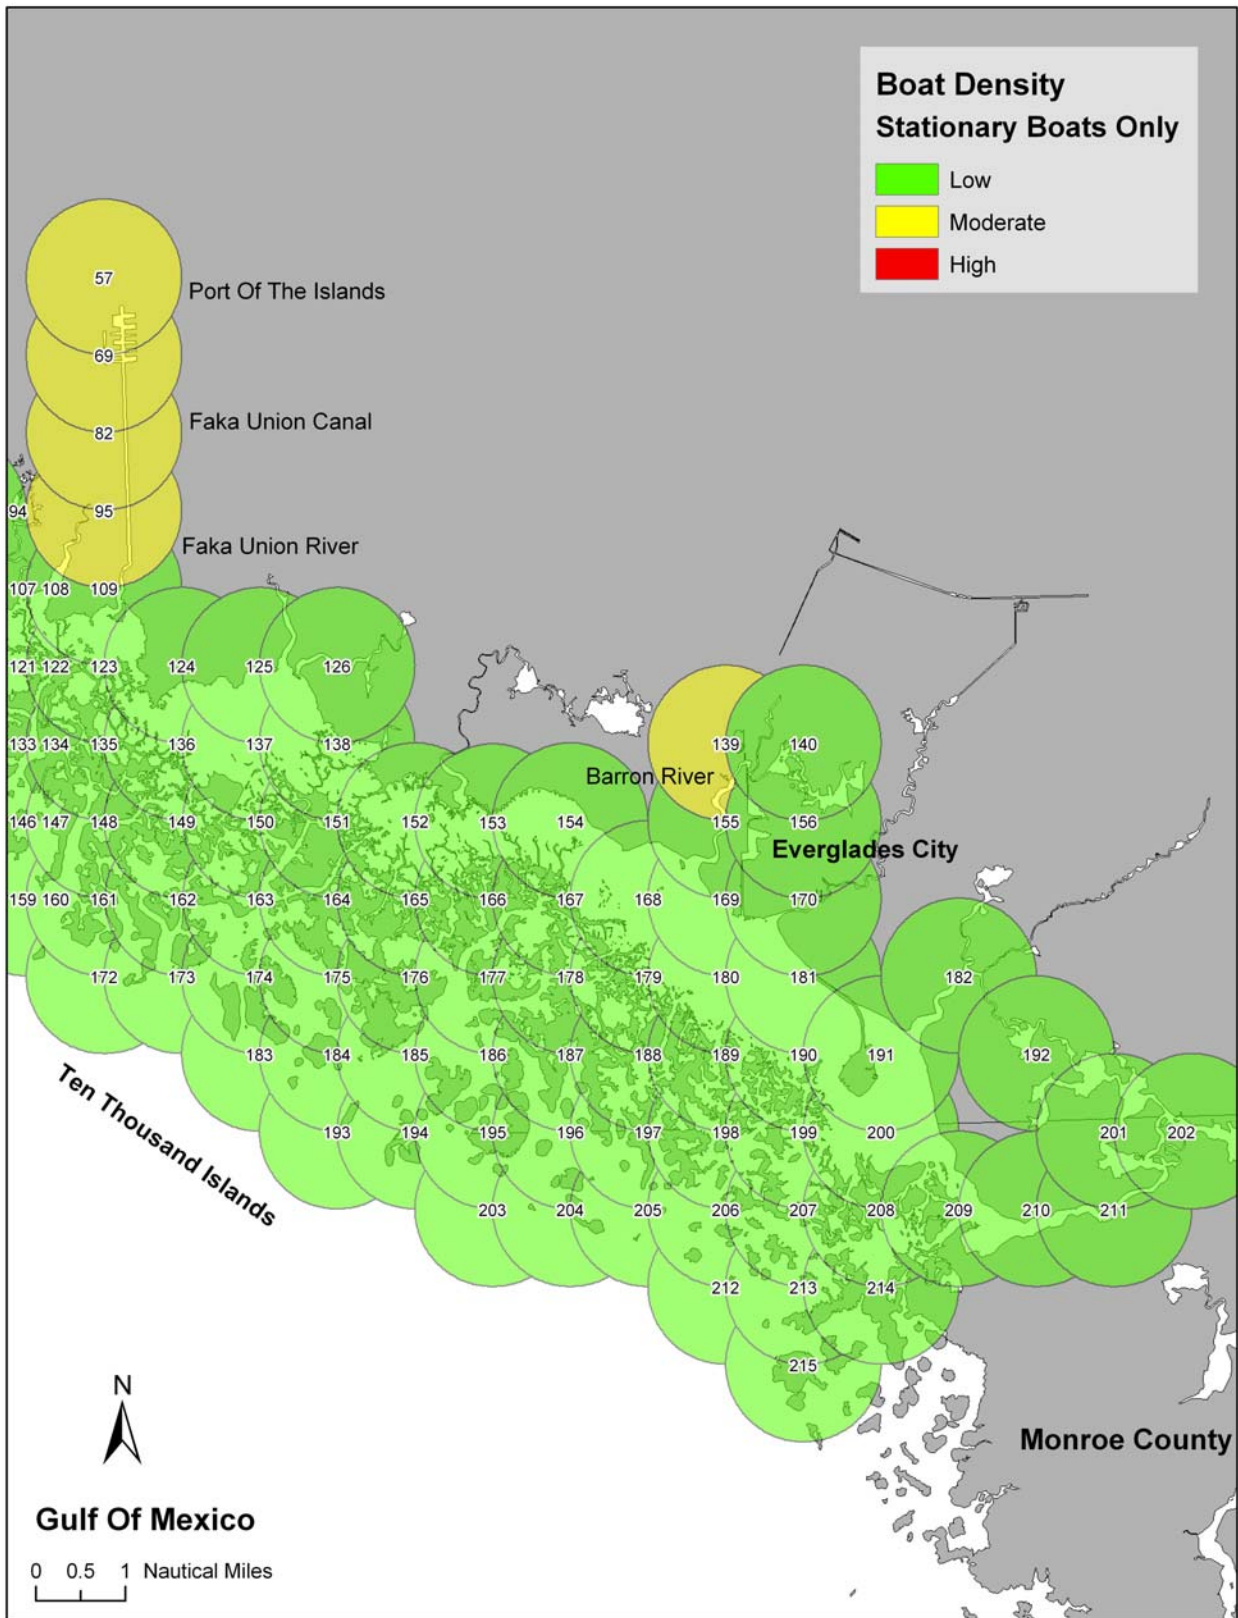 Boat Density
Stationary Boats Only
Low
Moderate
High
57
Port Of The Islands
69
Faka Union Canal
82
94
95
Faka Union River
107 108 109
121 122 123 124 125 126
133 134 135 136 137 138 139 140
Barron River
146 147 148 149 150 151 152 153 154 155 156
Everglades City
159 160 161 162 163 164 165 166 167 168 169 170
172 173 174 175 176 177 178 179 180 181 182
183 184 185 186 187 188 189 190 191 192
Ten Thousand Islands
193 194 195 196 197 198 199 200 201 202
203 204 205 206 207 208 209 210 211
212 213 214
215
N
Monroe County
Gulf Of Mexico
0 0.5 1 Nautical Miles